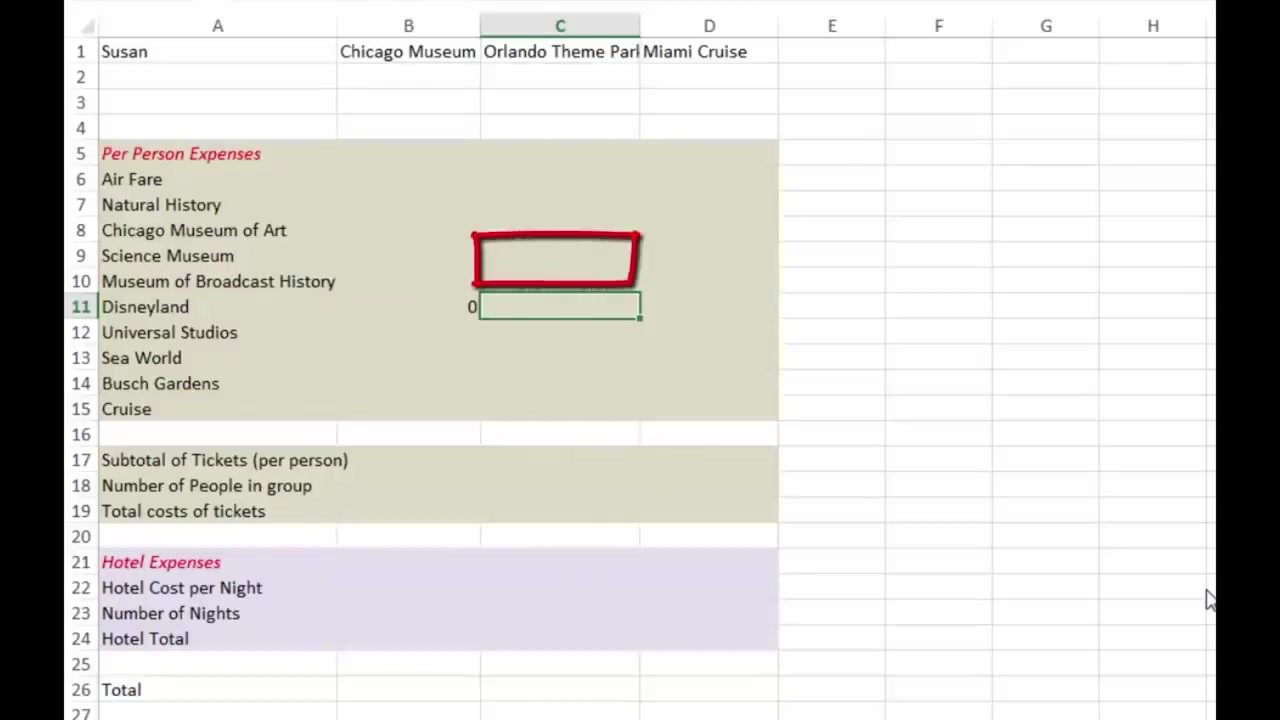 A B C D E F G H
1 Susan Chicago Museum Orlando Theme Par Miami Cruise
2
3
4
5 Per Person Expenses
6 Air Fare
7 Natural History
8 Chicago Museum of Art
9 Science Museum
10 Museum of Broadcast History
11 Disneyland 0
12 Universal Studios
13 Sea World
14 Busch Gardens
15 Cruise
16
17 Subtotal of Tickets (per person)
18 Number of People in group
19 Total costs of tickets
20
21 Hotel Expenses
22 Hotel Cost per Night
23 Number of Nights
24 Hotel Total
25
26 Total
27